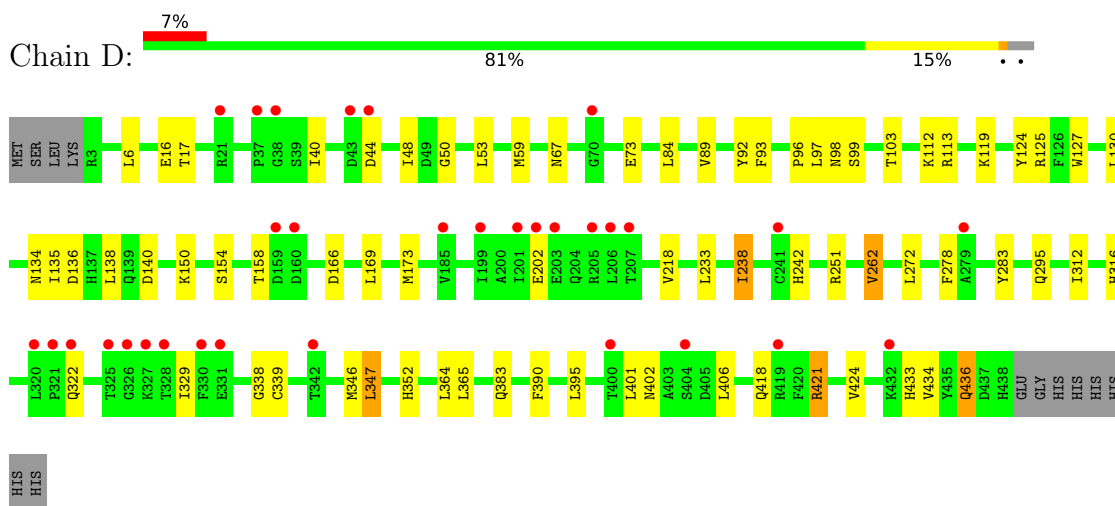 7%
Chain D:
81% 15% • •
MET SER LEU LYS R3 L6 E16 T17 R21 P37 G38 S39 I40 D43 D44 I48 D49 G50 L53 M59 N67 G70 E73 L84 V89 Y92 F93 P96 L97 N98 S99 T103 K112 R113 K119 Y124 R125 F126 W127 L130
N134 I135 D136 H137 L138 Q139 D140 K150 S154 T158 D159 D160 D166 L169 M173 V185 I199 A200 I201 E202 E203 Q204 R205 L206 T207 V218 L233 I238 C241 H242 R251 V262 L272 F278 A279 Y283 Q295 I312 H316
L320 P321 Q322 T325 G326 K327 T328 I329 F330 E331 G338 C339 T342 M346 L347 H352 L364 L365 Q383 F390 L395 T400 L401 N402 A403 S404 D405 L406 Q418 R419 F420 R421 V424 K432 H433 V434 Y435 Q436 D437 H438 GLU GLY HIS HIS HIS HIS
HIS HIS